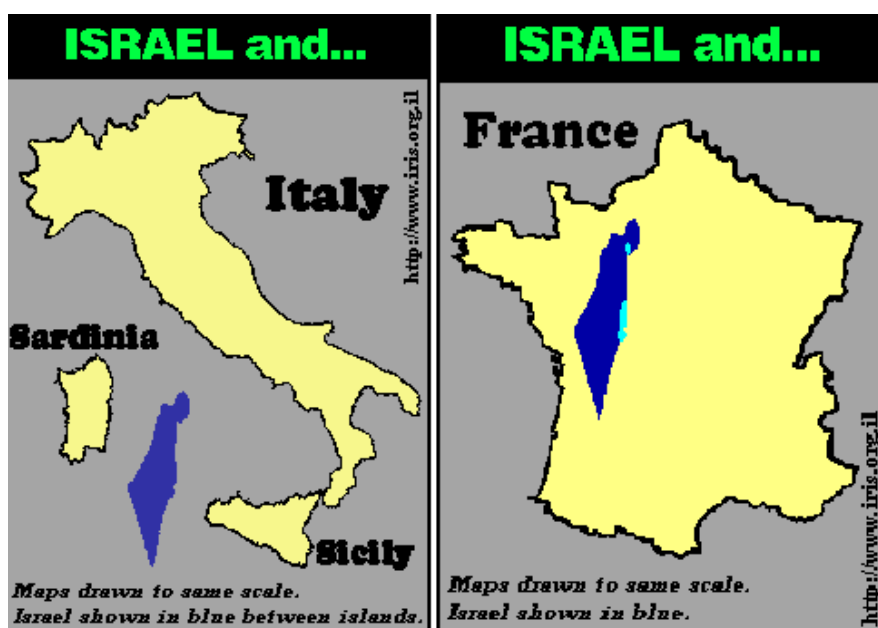 ISRAEL and...
Italy
http://www.iris.org.il
Sardinia
Sicily
Maps drawn to same scale.
Israel shown in blue between islands.
ISRAEL and...
France
http://www.iris.org.il
Maps drawn to same scale.
Israel shown in blue.